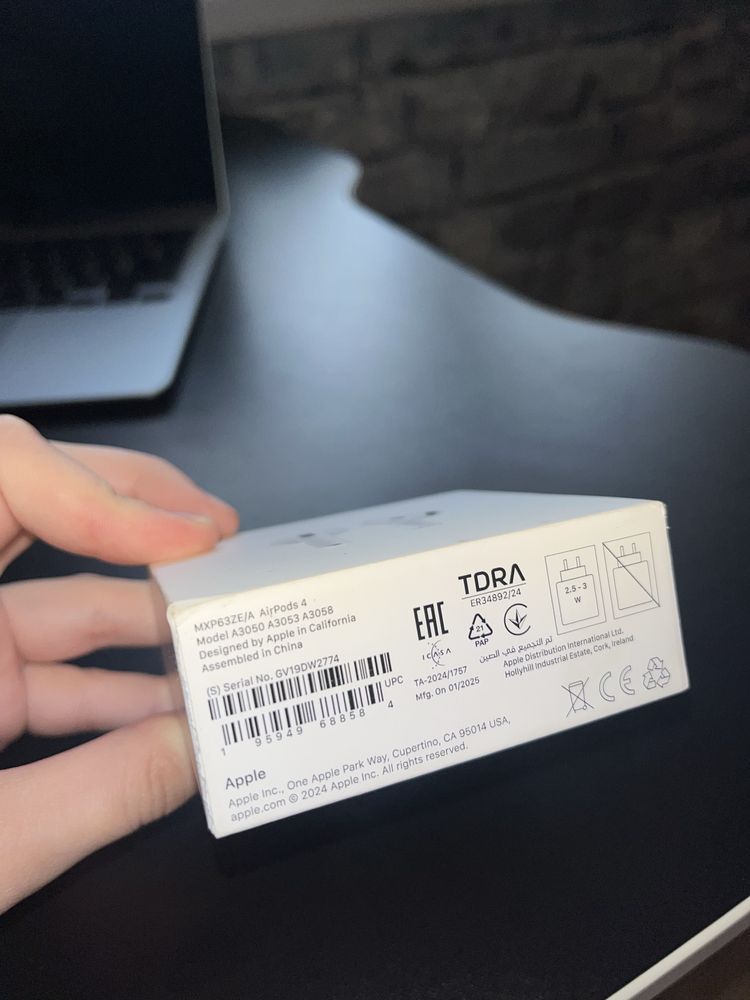 MXP63ZE/A AirPods 4
Model A3050 A3053 A3058
Designed by Apple in California
Assembled in China
(S) Serial No. GV19DW2774
UPC
1 95949 68858 4
Apple
Apple Inc., One Apple Park Way, Cupertino, CA 95014 USA,
apple.com © 2024 Apple Inc. All rights reserved.
EAC
ICASA
TA-2024/1757
Mfg. On 01/2025
TDRA
ER34892/24
21
PAP
تم التجميع في الصين
Apple Distribution International Ltd.
Hollyhill Industrial Estate, Cork, Ireland
2.5 - 3
W
CE